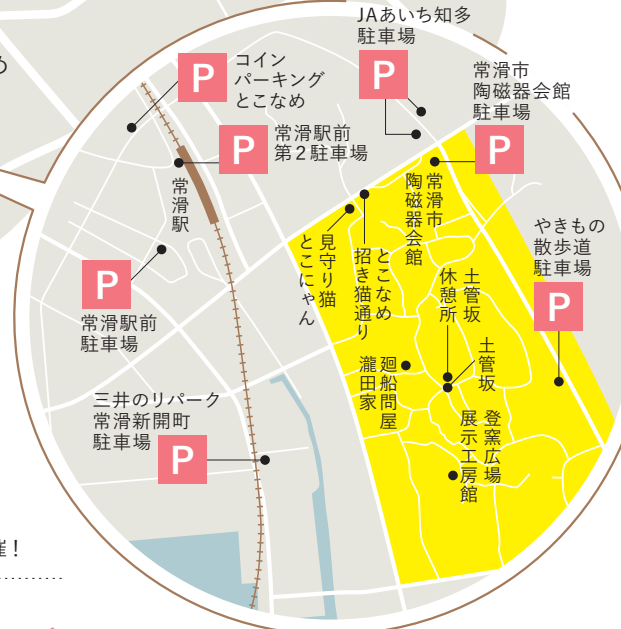 め
JAあいち知多
駐車場
P
コイン
パーキング
とこなめ
P
常滑市
陶磁器会館
駐車場
P
常滑駅前
第2駐車場
P
常滑駅
常滑市
陶磁器会館
やきもの
散歩道
駐車場
P
見守り猫
とこにゃん
とこなめ
招き猫通り
土管坂
休憩所
土管坂
P
常滑駅前
駐車場
廻船問屋
瀧田家
登窯広場
展示工房館
三井のリパーク
常滑新開町
駐車場
P
催!